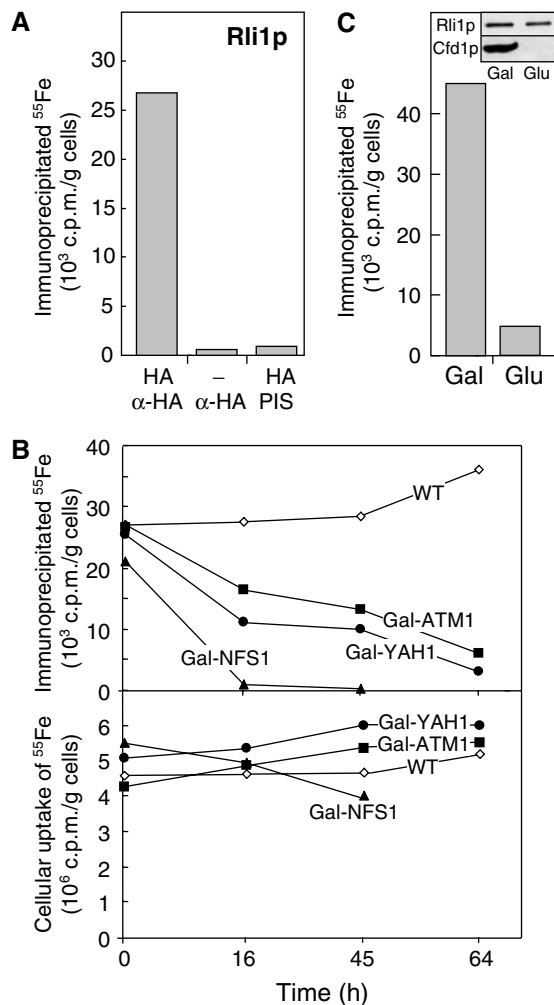 A
Rli1p
Immunoprecipitated ⁵⁵Fe
(10³ c.p.m./g cells)
30
25
20
15
10
5
0
HA – HA
α-HA α-HA PIS
C
Rli1p
Cfd1p
Gal Glu
Immunoprecipitated ⁵⁵Fe
(10³ c.p.m./g cells)
40
30
20
10
0
Gal Glu
B
Immunoprecipitated ⁵⁵Fe
(10³ c.p.m./g cells)
40
30
20
10
0
WT
Gal-ATM1
Gal-YAH1
Gal-NFS1
Cellular uptake of ⁵⁵Fe
(10⁶ c.p.m./g cells)
6
5
4
3
2
1
0
Gal-YAH1
Gal-ATM1
WT
Gal-NFS1
0 16 45 64
Time (h)